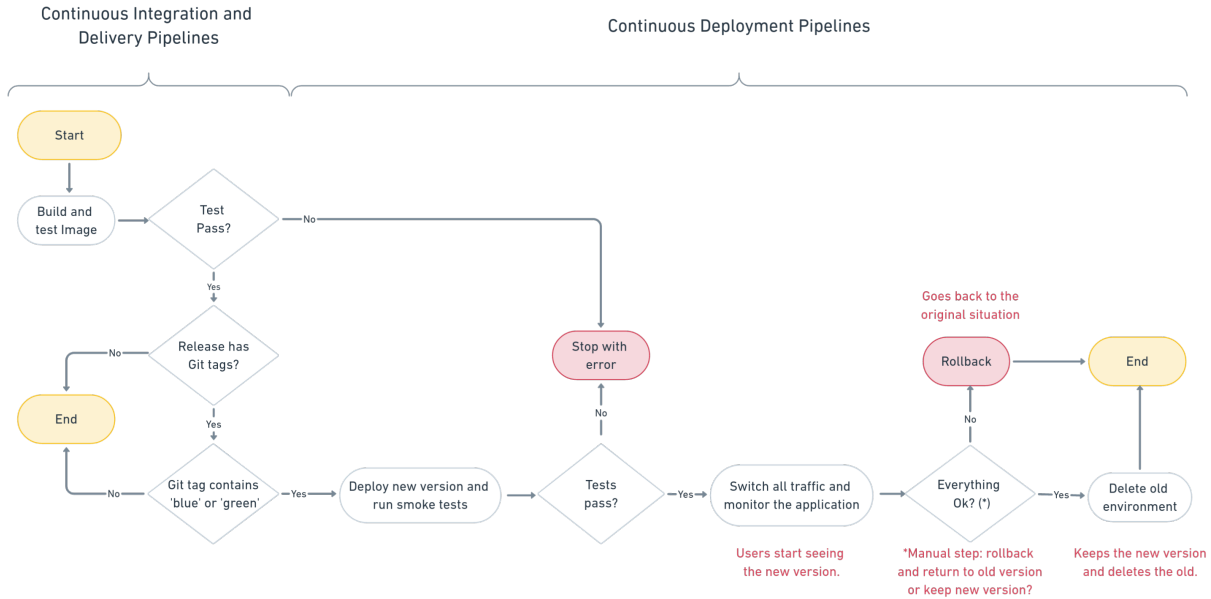 Continuous Integration and
Delivery Pipelines
Continuous Deployment Pipelines
Start
Build and
test Image
Test
Pass?
No
Yes
Release has
Git tags?
No
End
Yes
No
Git tag contains
'blue' or 'green'
Yes
Deploy new version and
run smoke tests
Stop with
error
No
Tests
pass?
Yes
Switch all traffic and
monitor the application
Users start seeing
the new version.
Goes back to the
original situation
Rollback
No
Everything
Ok? (*)
*Manual step: rollback
and return to old version
or keep new version?
Yes
End
Delete old
environment
Keeps the new version
and deletes the old.